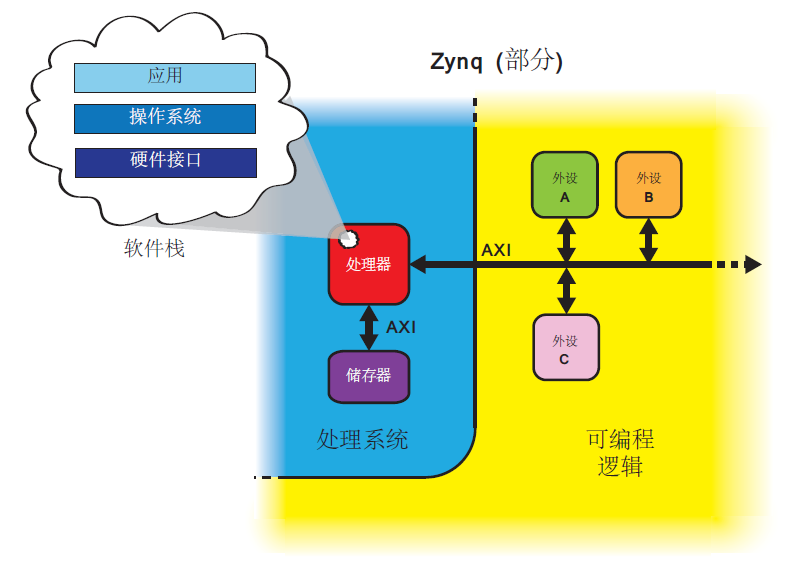 Zynq (部分)
应用
操作系统
硬件接口
软件栈
外设
A
外设
B
AXI
处理器
AXI
外设
C
储存器
处理系统
可编程
逻辑